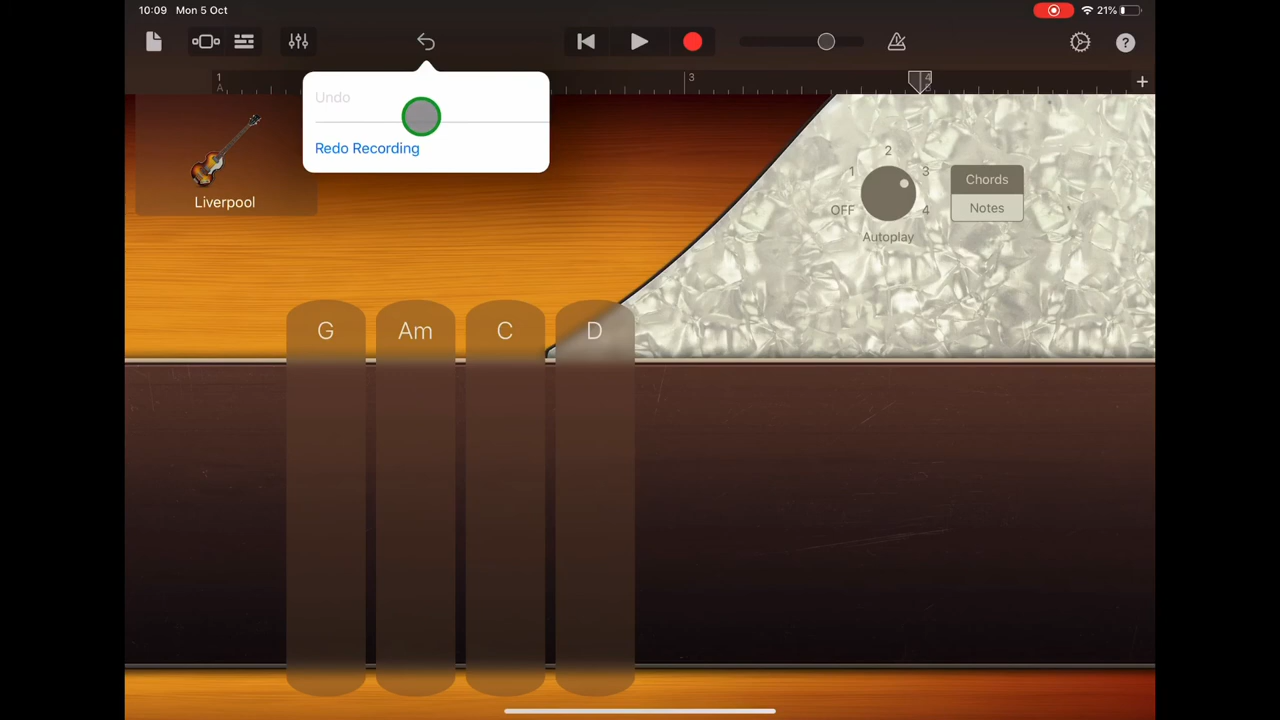 10:09 Mon 5 Oct
21%
?
1
A
3
4
Undo
Redo Recording
Liverpool
OFF
1
2
3
4
Autoplay
Chords
Notes
G
Am
C
D